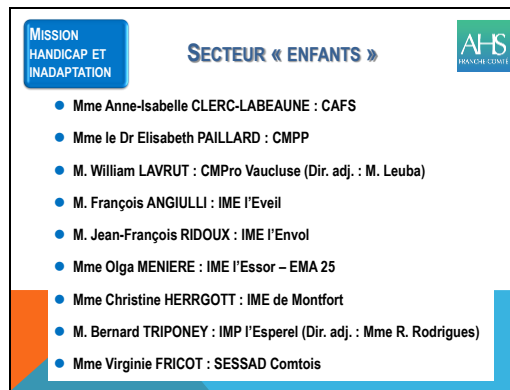 MISSION
HANDICAP ET
INADAPTATION
SECTEUR « ENFANTS »
AHS
FRANCHE-COMTÉ
Mme Anne-Isabelle CLERC-LABEAUNE : CAFS
Mme le Dr Elisabeth PAILLARD : CMPP
M. William LAVRUT : CMPro Vaucluse (Dir. adj. : M. Leuba)
M. François ANGIULLI : IME l'Eveil
M. Jean-François RIDOUX : IME l'Envol
Mme Olga MENIERE : IME l'Essor – EMA 25
Mme Christine HERRGOTT : IME de Montfort
M. Bernard TRIPONEY : IMP l'Esperel (Dir. adj. : Mme R. Rodrigues)
Mme Virginie FRICOT : SESSAD Comtois